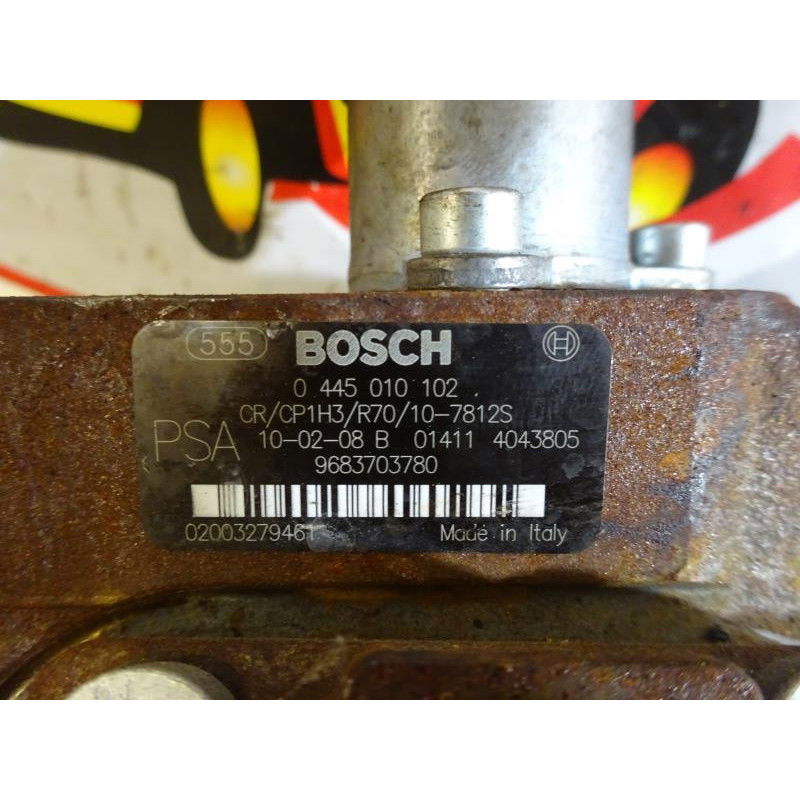 555 BOSCH
0 445 010 102
CR/CP1H3/R70/10-7812S
PSA 10-02-08 B 01411 4043805
9683703780
02003279461 Made in Italy